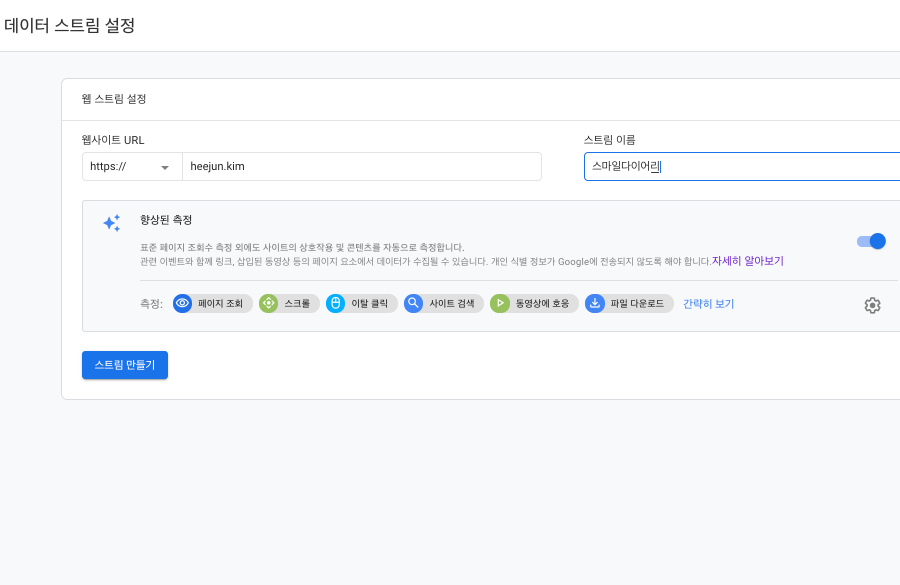 데이터 스트림 설정
웹 스트림 설정
웹사이트 URL
스트림 이름
https://
heejun.kim
스마일다이어리
향상된 측정
표준 페이지 조회수 측정 외에도 사이트의 상호작용 및 콘텐츠를 자동으로 측정합니다.
관련 이벤트와 함께 링크, 삽입된 동영상 등의 페이지 요소에서 데이터가 수집될 수 있습니다. 개인 식별 정보가 Google에 전송되지 않도록 해야 합니다.자세히 알아보기
측정: 페이지 조회 스크롤 이탈 클릭 사이트 검색 동영상에 호응 파일 다운로드 간략히 보기
스트림 만들기